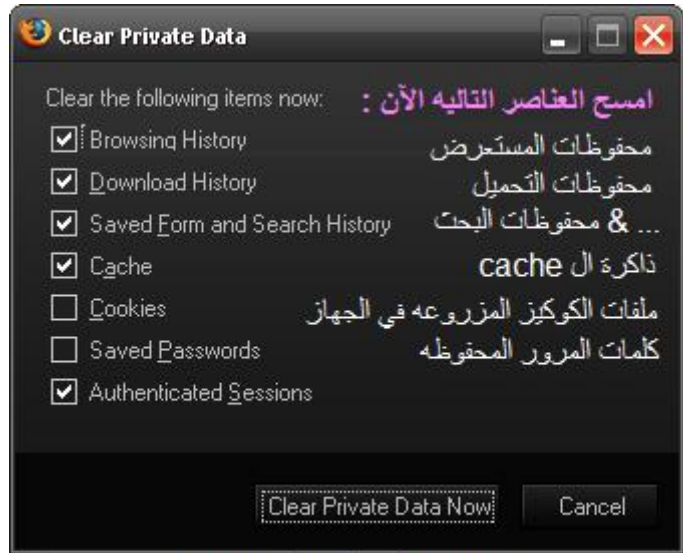 Clear Private Data
Clear the following items now: امسح العناصر التاليه الآن :
Browsing History محفوظات المستعرض
Download History محفوظات التحميل
Saved Form and Search History ... & محفوظات البحث
Cache ذاكرة ال cache
Cookies ملفات الكوكيز المزروعه في الجهاز
Saved Passwords كلمات المرور المحفوظه
Authenticated Sessions
Clear Private Data Now Cancel